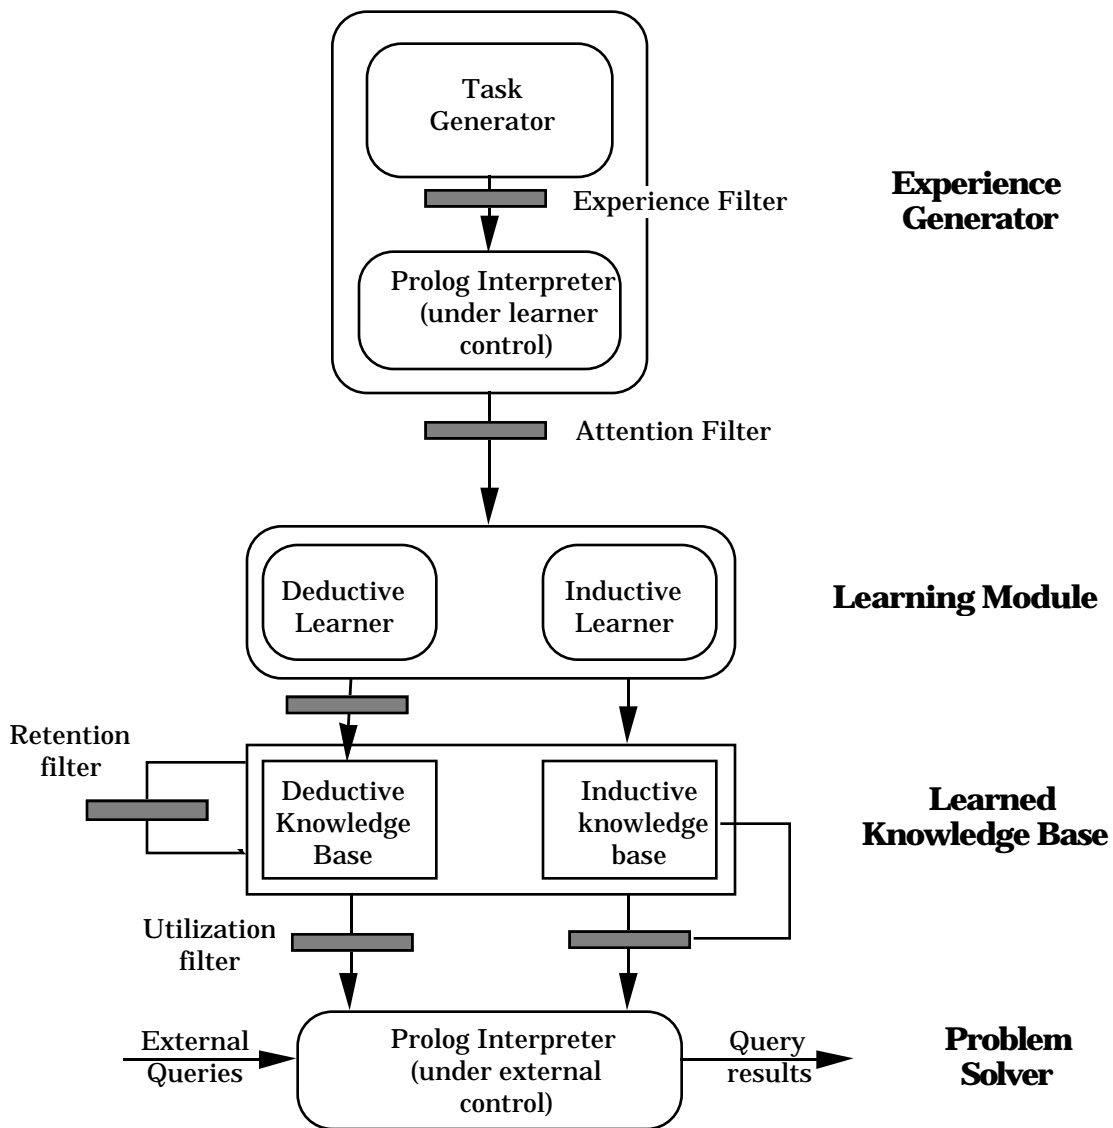 Task
Generator
Experience Filter
Experience
Generator
Prolog Interpreter
(under learner
control)
Attention Filter
Deductive
Learner
Inductive
Learner
Learning Module
Retention
filter
Deductive
Knowledge
Base
Inductive
knowledge
base
Learned
Knowledge Base
Utilization
filter
External
Queries
Prolog Interpreter
(under external
control)
Query
results
Problem
Solver